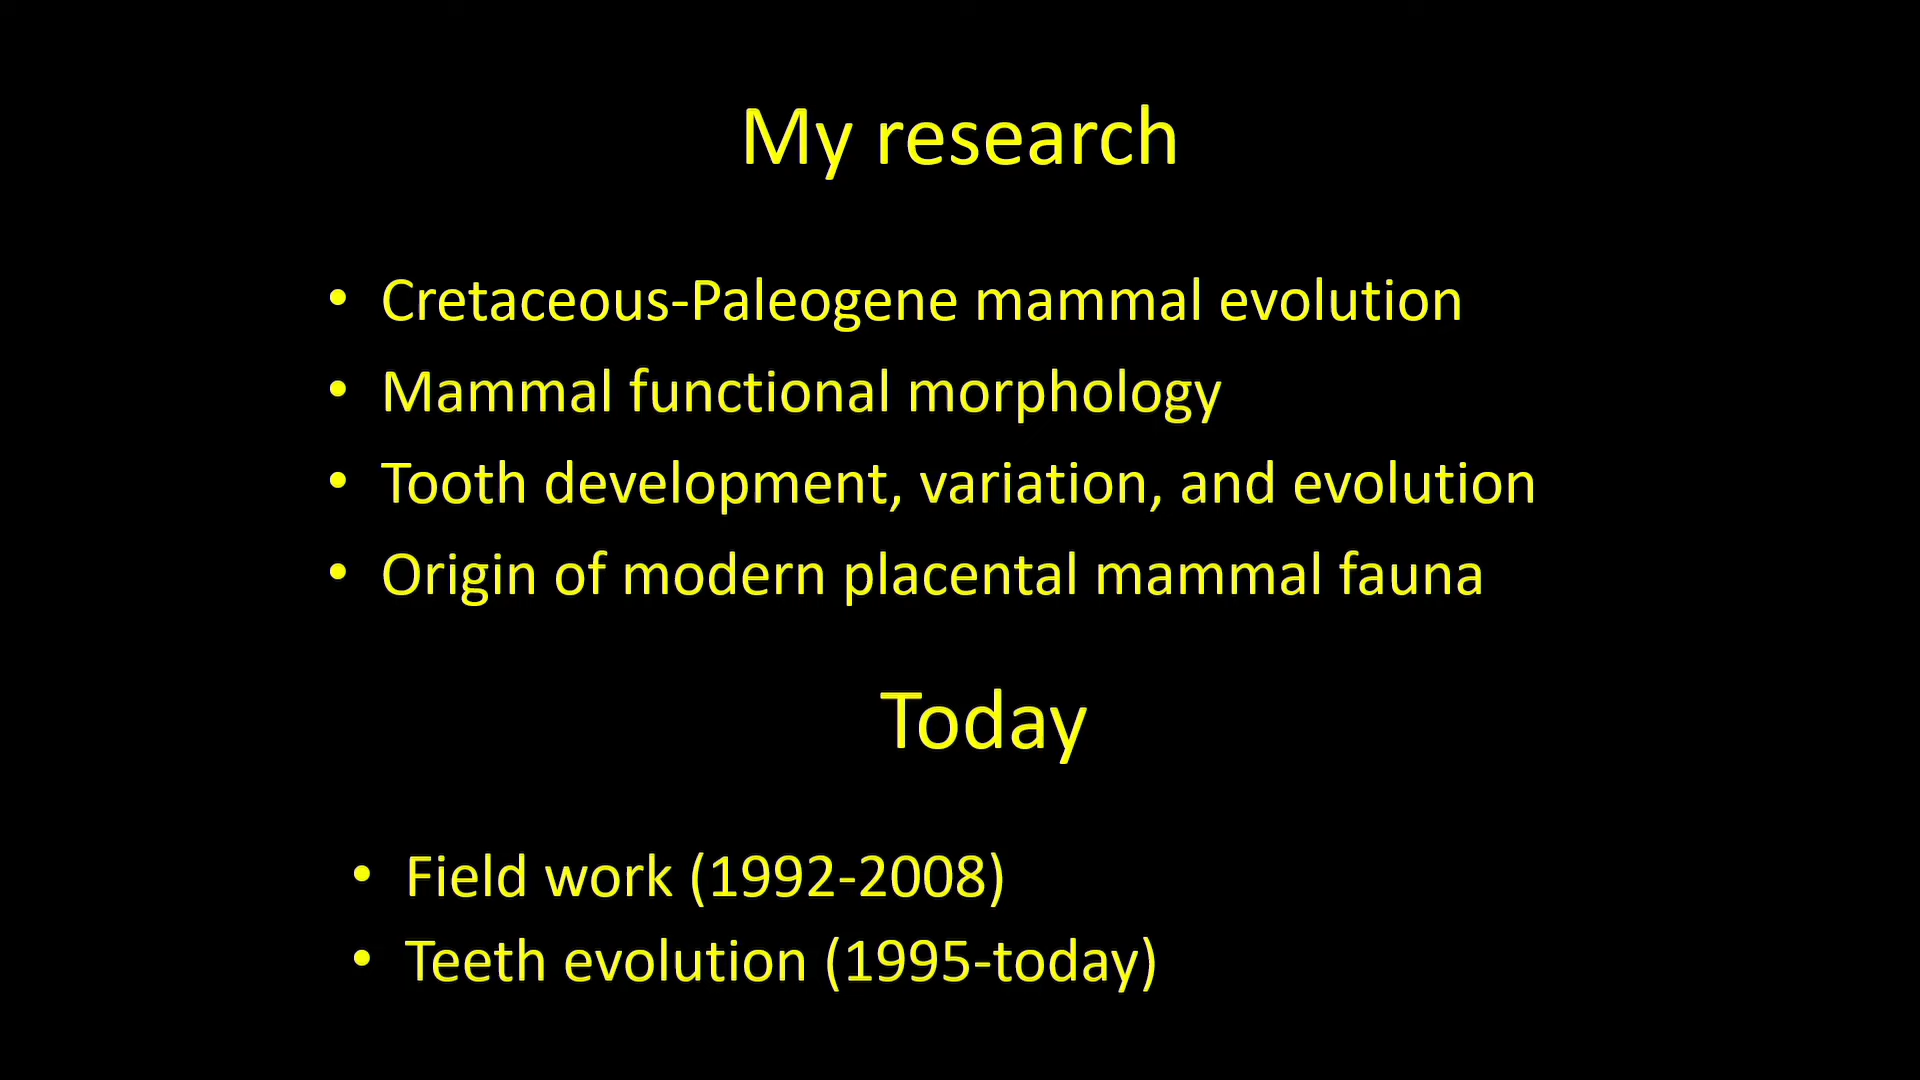 My research
• Cretaceous-Paleogene mammal evolution
• Mammal functional morphology
• Tooth development, variation, and evolution
• Origin of modern placental mammal fauna
Today
• Field work (1992-2008)
• Teeth evolution (1995-today)